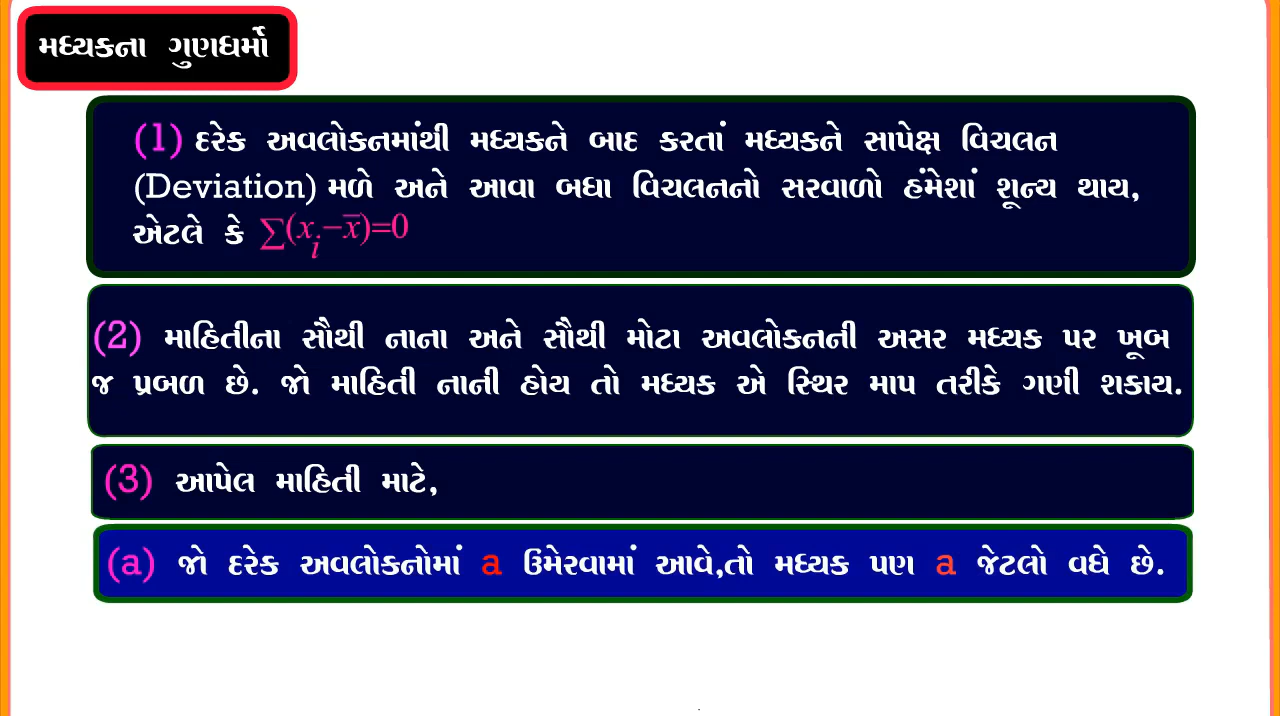 મધ્યકના ગુણધર્મો
(1) દરેક અવલોકનમાંથી મધ્યકને બાદ કરતાં મધ્યકને સાપેક્ષ વિચલન
(Deviation) મળે અને આવા બધા વિચલનનો સરવાળો હંમેશાં શૂન્ય થાય,
એટલે કે ∑(xᵢ−x̅)=0
(2) માહિતીના સૌથી નાના અને સૌથી મોટા અવલોકનની અસર મધ્યક પર ખૂબ
જ પ્રબળ છે. જો માહિતી નાની હોય તો મધ્યક એ સ્થિર માપ તરીકે ગણી શકાય.
(3) આપેલ માહિતી માટે,
(a) જો દરેક અવલોકનોમાં a ઉમેરવામાં આવે,તો મધ્યક પણ a જેટલો વધે છે.